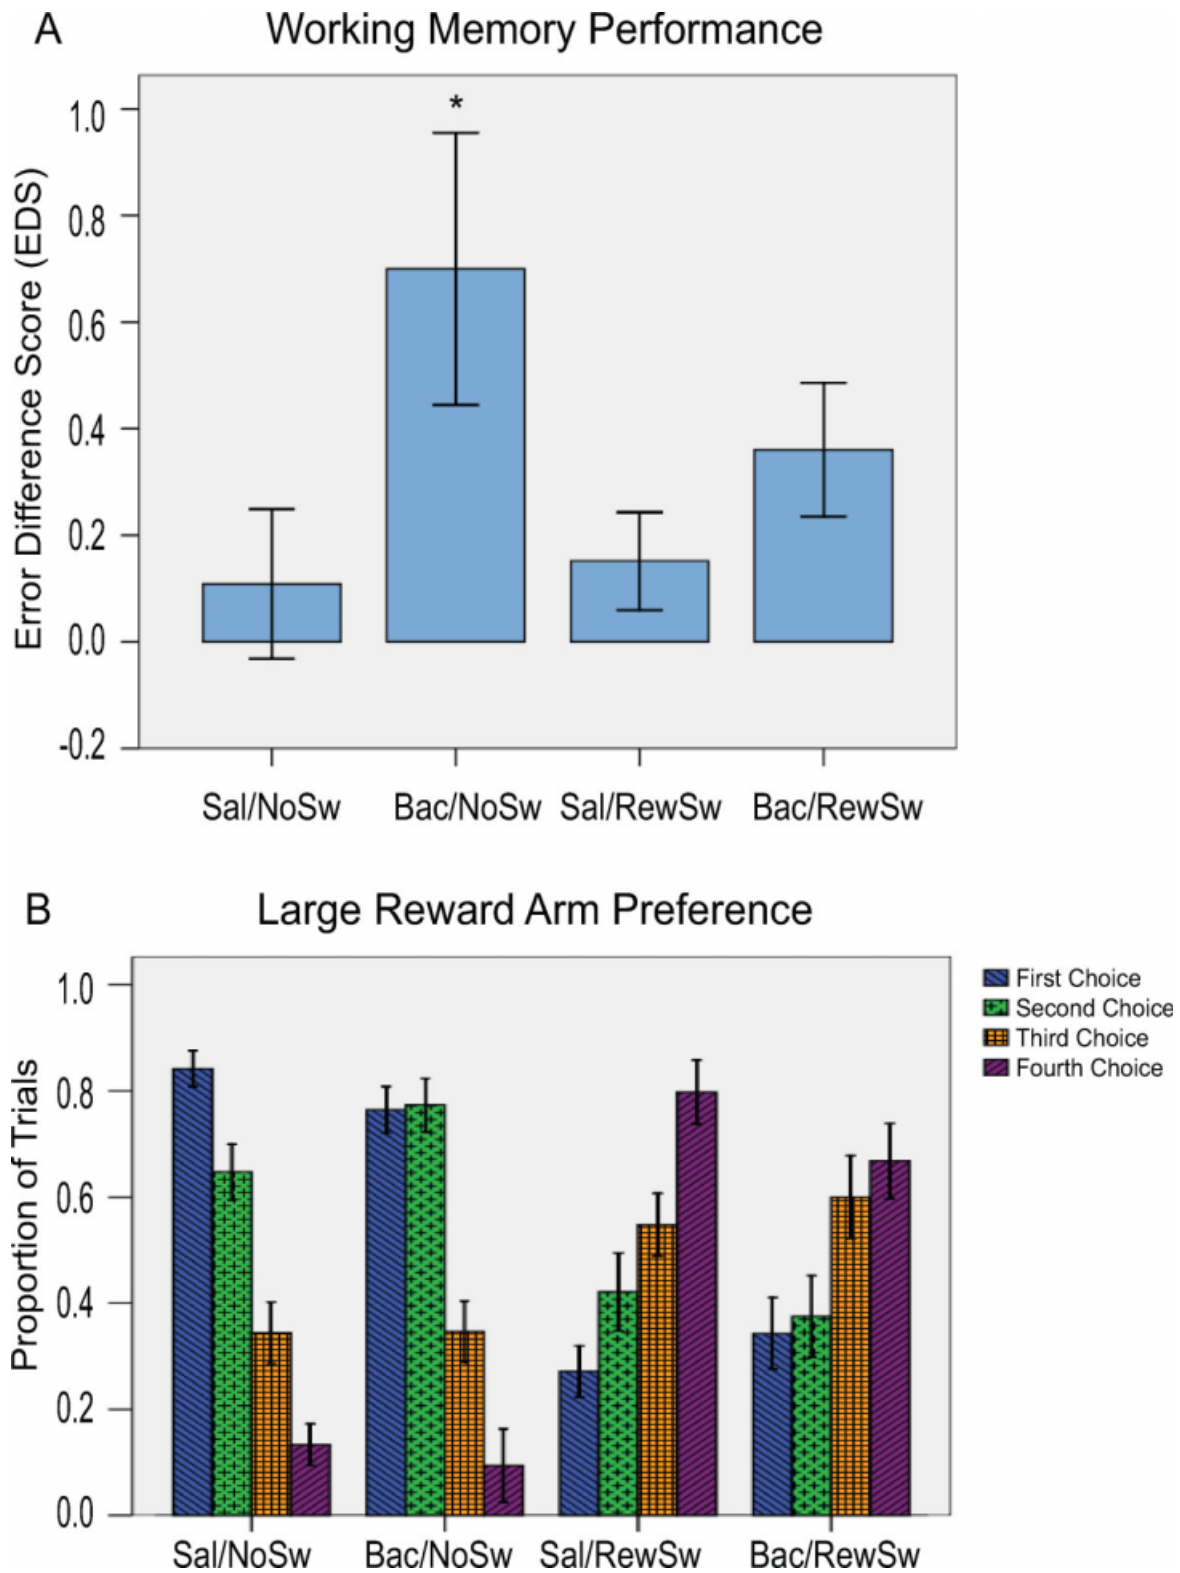 A Working Memory Performance
Error Difference Score (EDS)
1.0
*
0.8
0.6
0.4
0.2
0.0
-0.2
Sal/NoSw Bac/NoSw Sal/RewSw Bac/RewSw
B Large Reward Arm Preference
Proportion of Trials
1.0
0.8
0.6
0.4
0.2
0.0
First Choice
Second Choice
Third Choice
Fourth Choice
Sal/NoSw Bac/NoSw Sal/RewSw Bac/RewSw